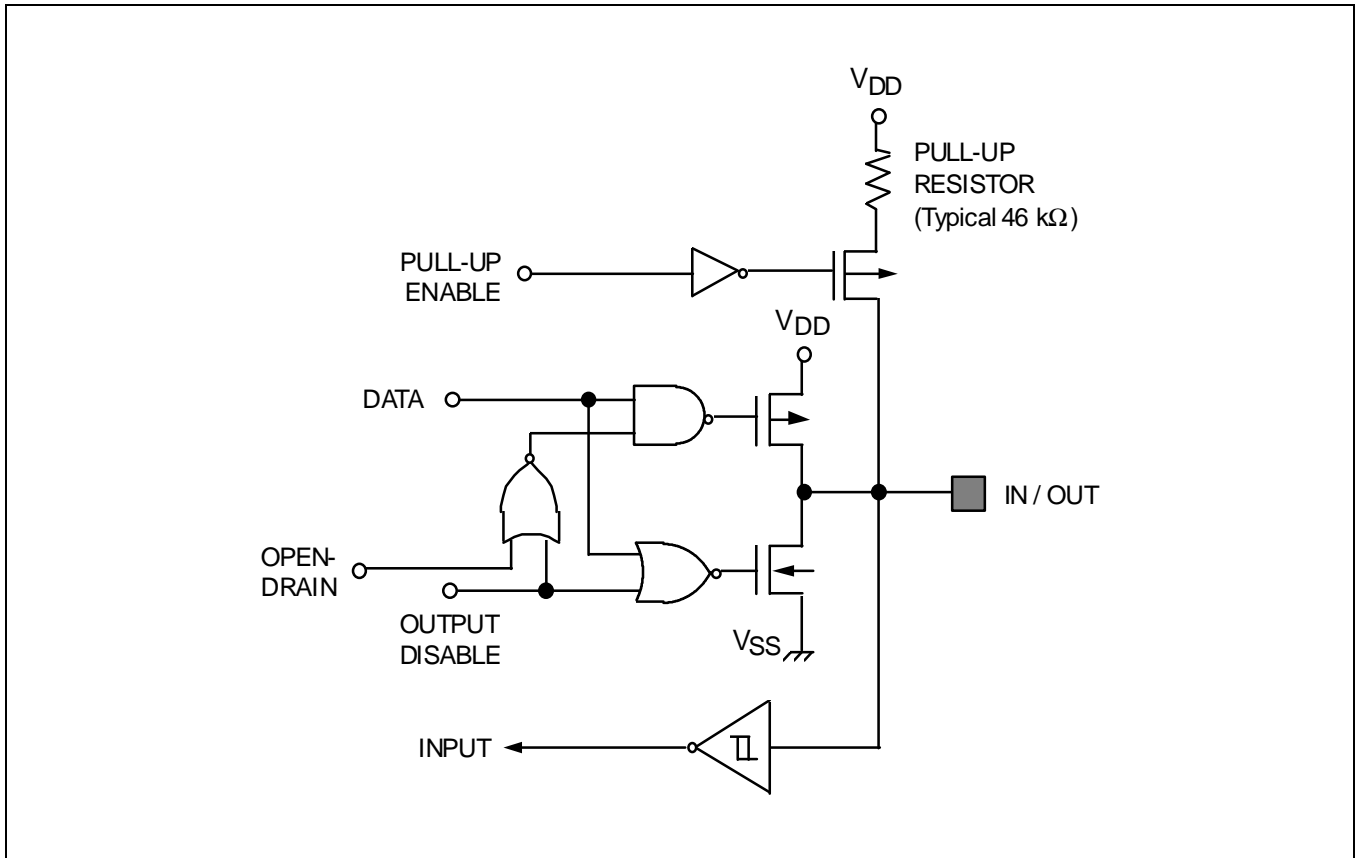 VDD
PULL-UP
RESISTOR
(Typical 46 kΩ)
PULL-UP
ENABLE
VDD
DATA
IN / OUT
OPEN-
DRAIN
OUTPUT
DISABLE
VSS
INPUT